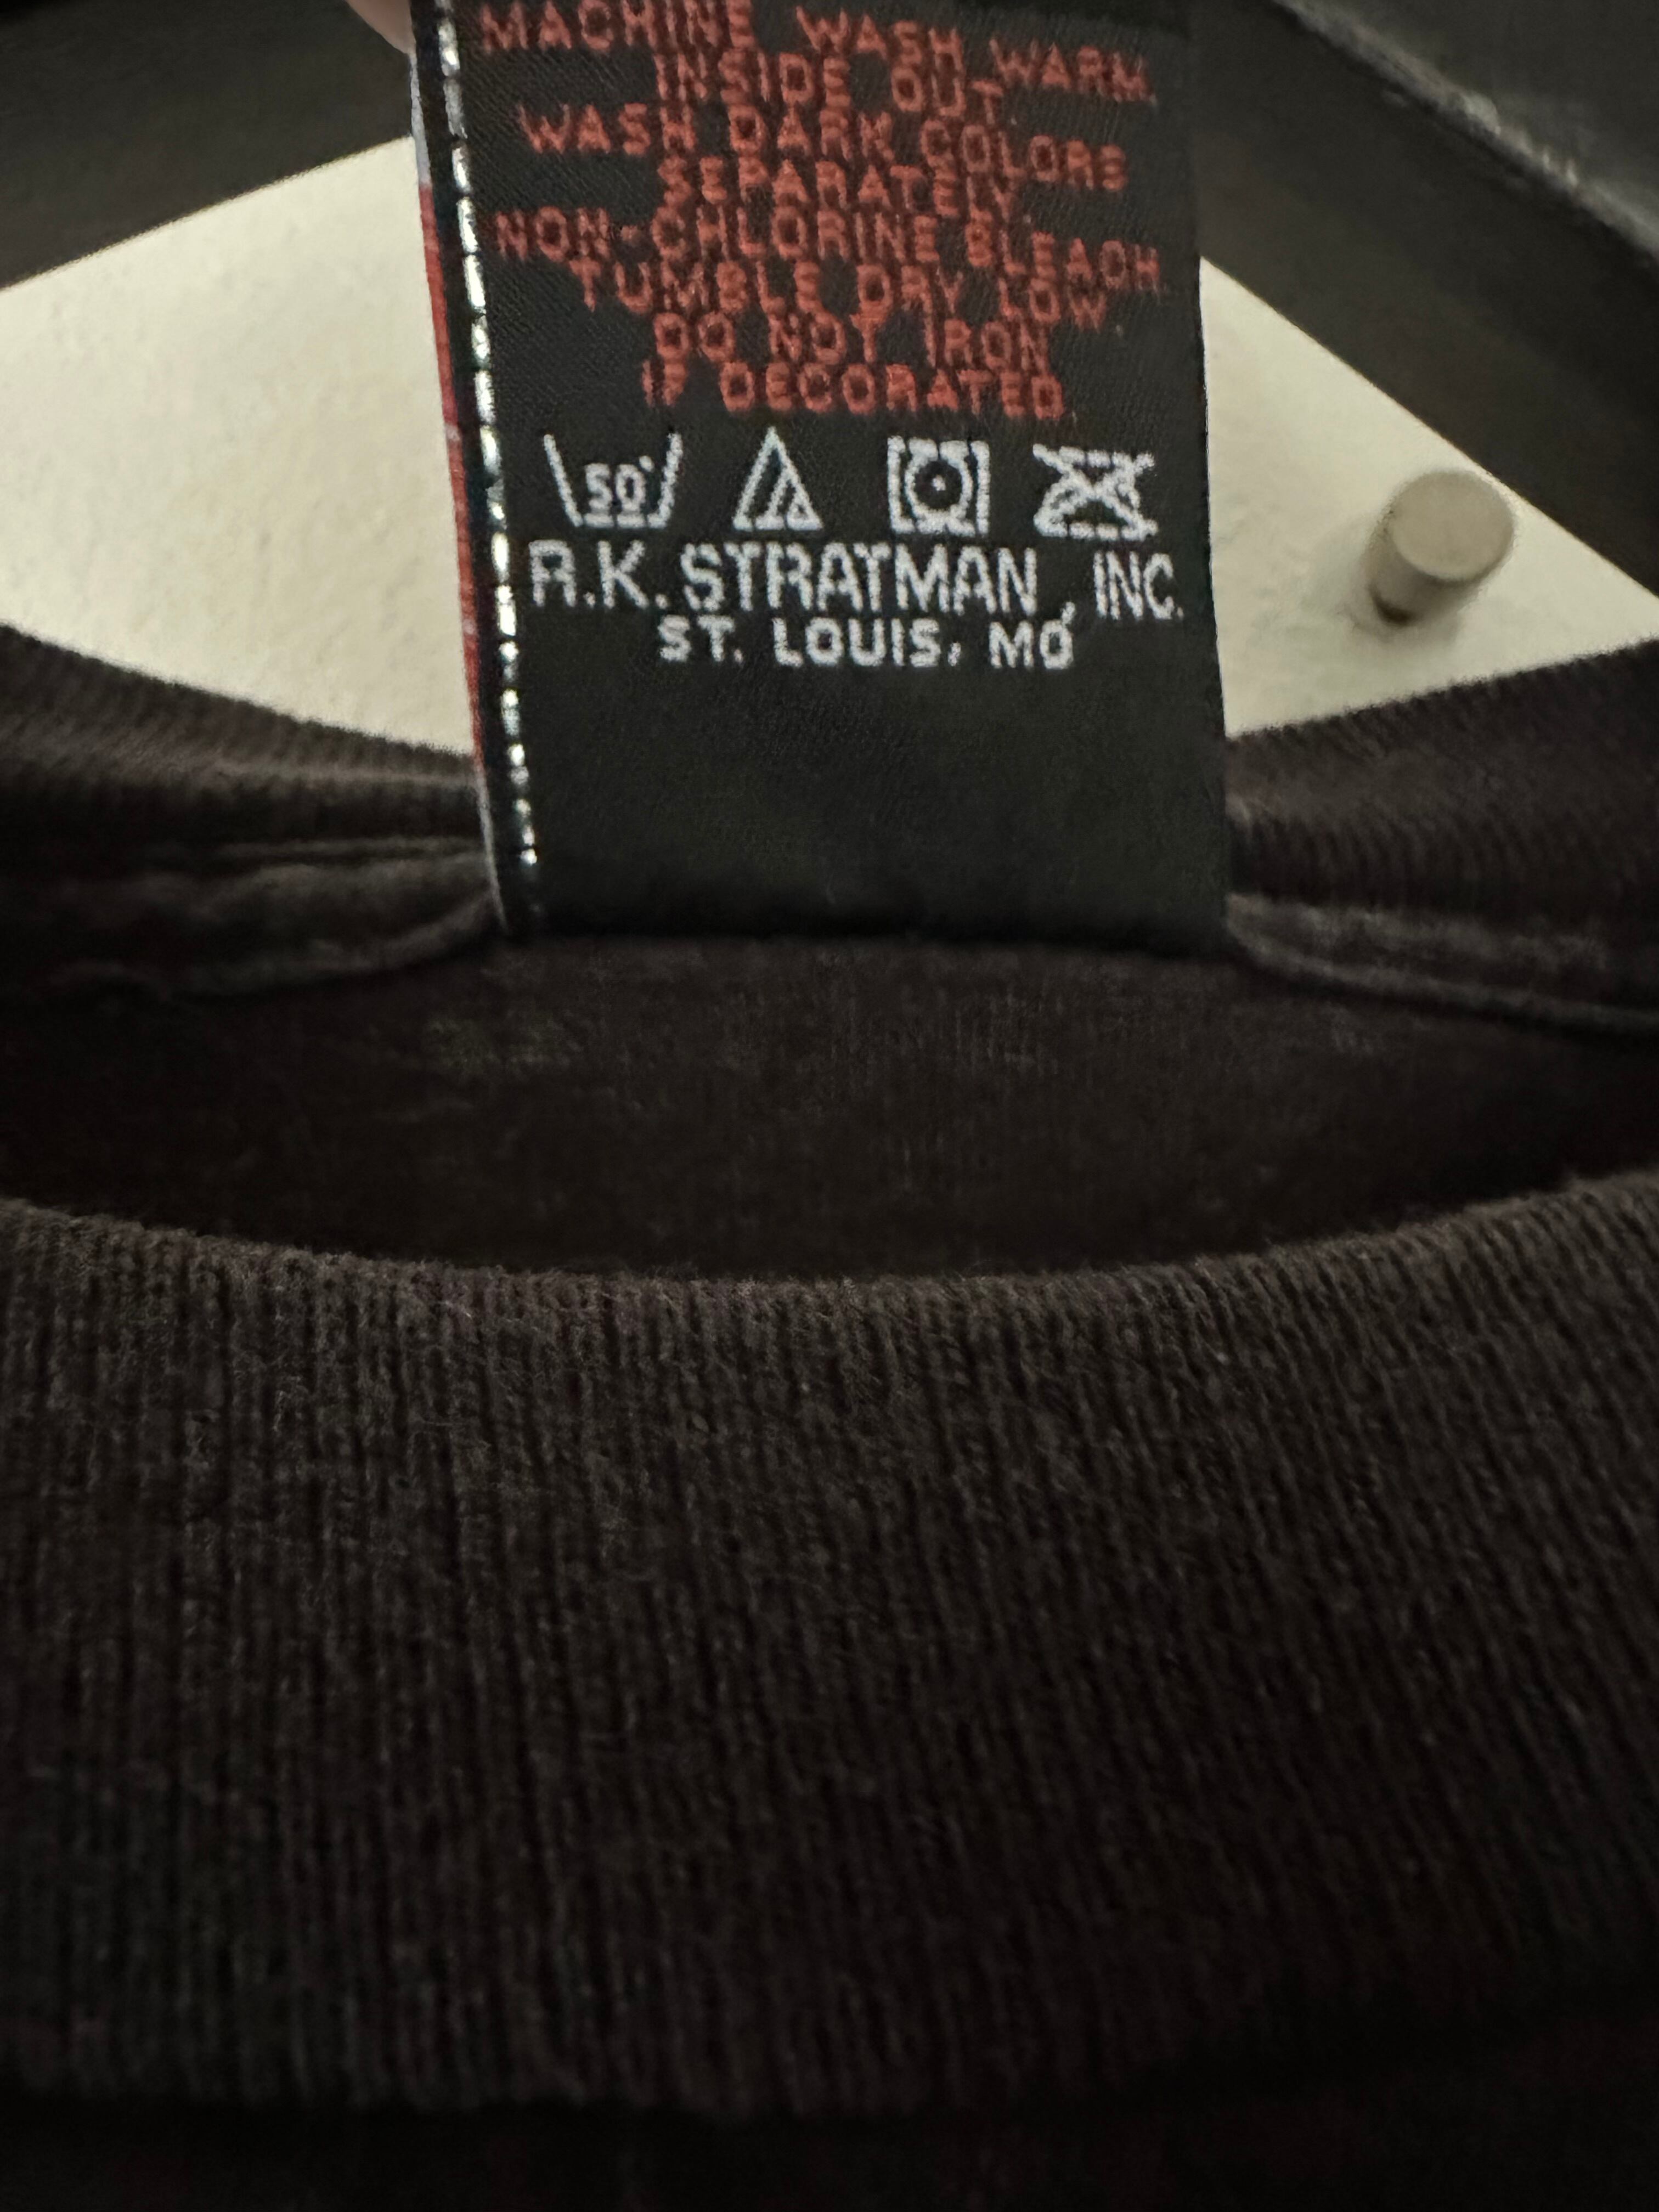 MACHINE WASH WARM.
INSIDE OUT
WASH DARK COLORS
SEPARATELY.
NON-CHLORINE BLEACH.
TUMBLE DRY LOW
DO NOT IRON
IF DECORATED.
50°
R.K. STRATMAN, INC.
ST. LOUIS, MO